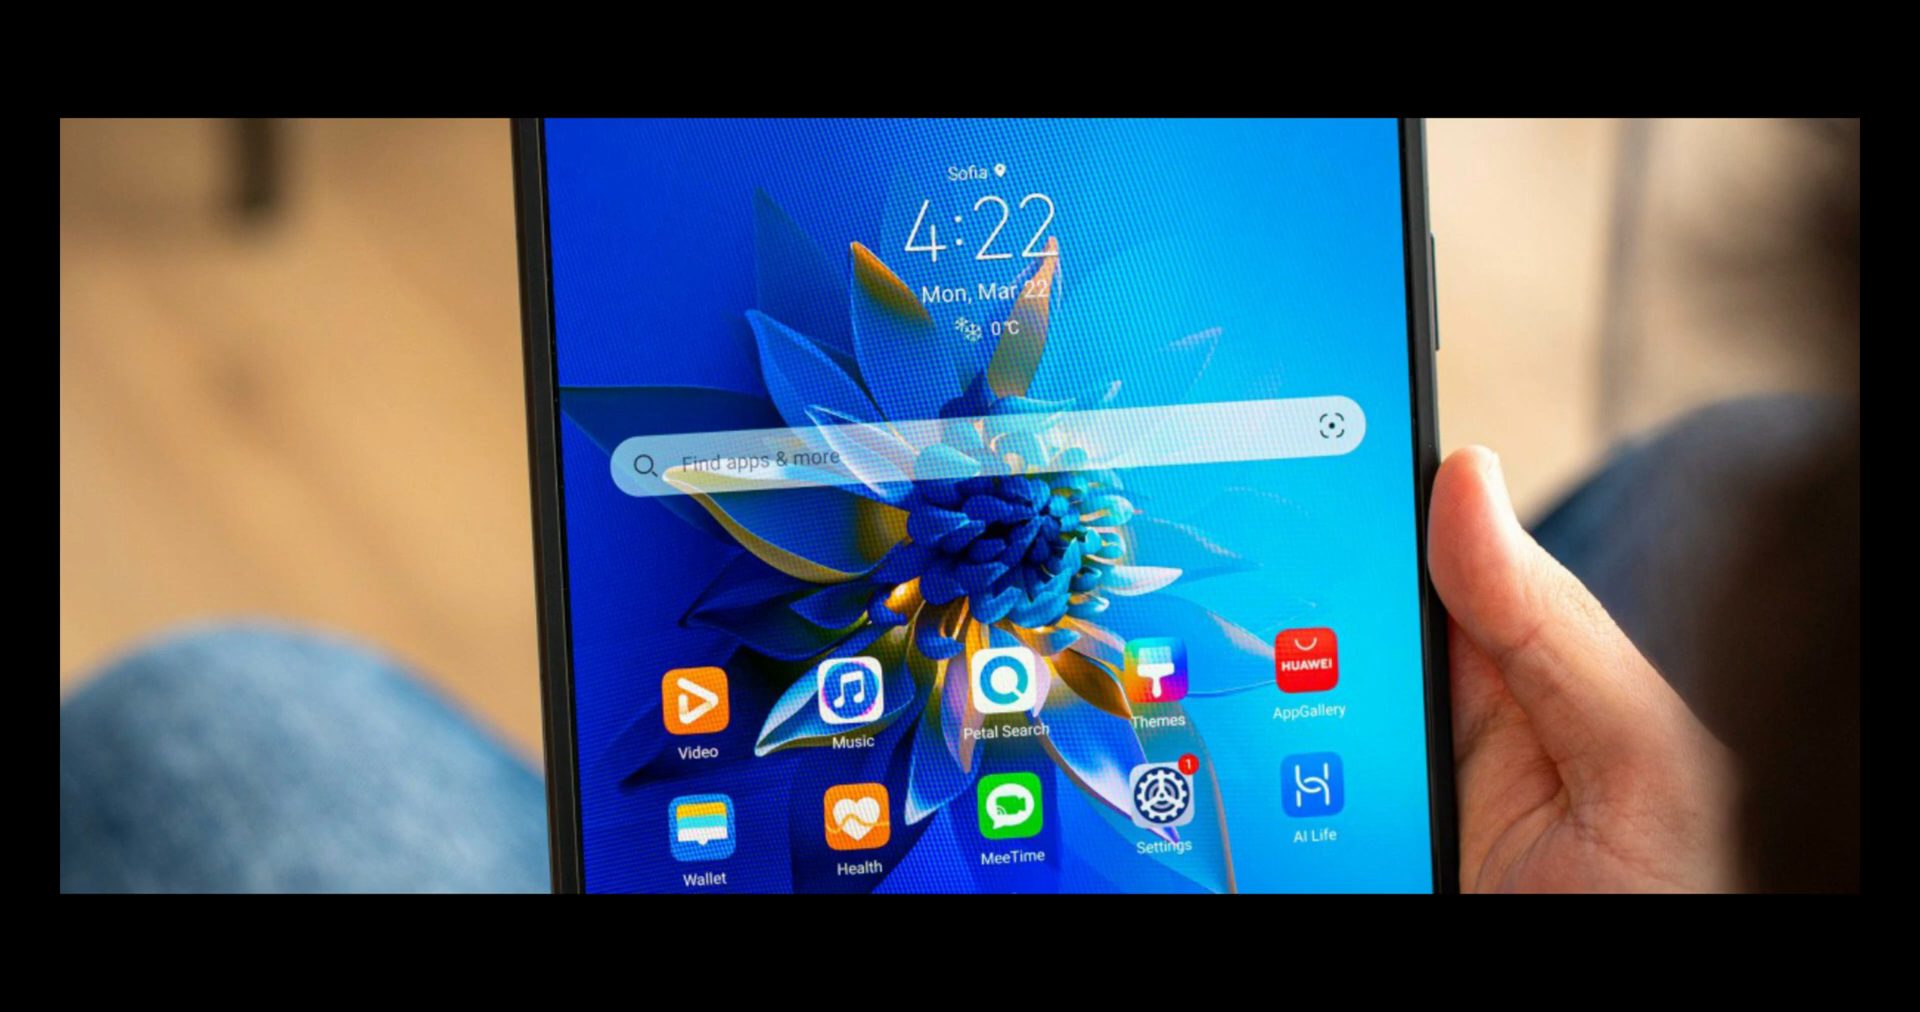 Sofia
4:22
Mon, Mar 22
0°C
Find apps & more
Video
Music
Petal Search
Themes
HUAWEI
AppGallery
Wallet
Health
MeeTime
1
Settings
AI Life